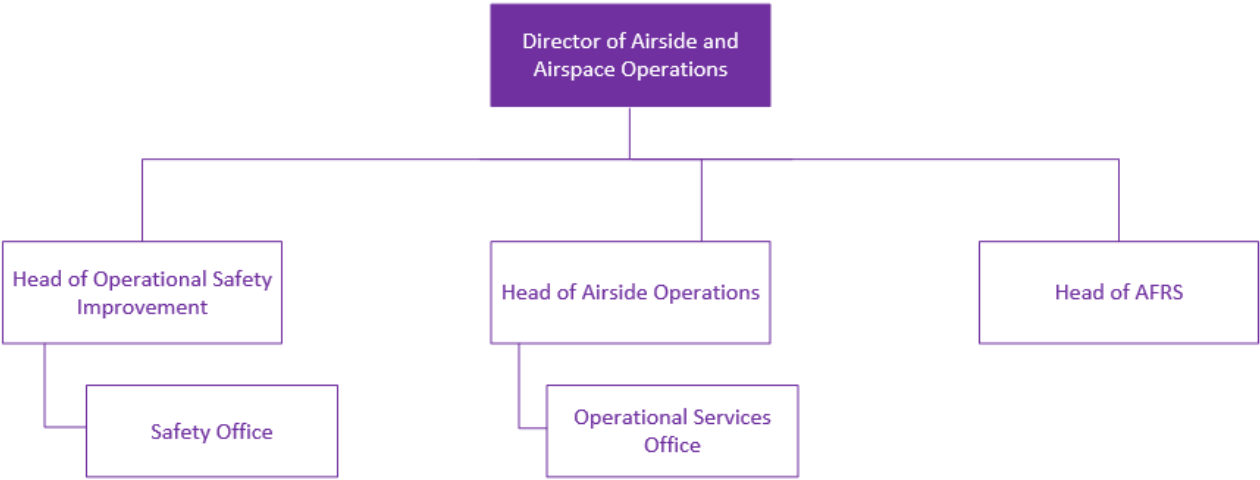 Director of Airside and
Airspace Operations
Head of Operational Safety
Improvement
Head of Airside Operations
Head of AFRS
Safety Office
Operational Services
Office